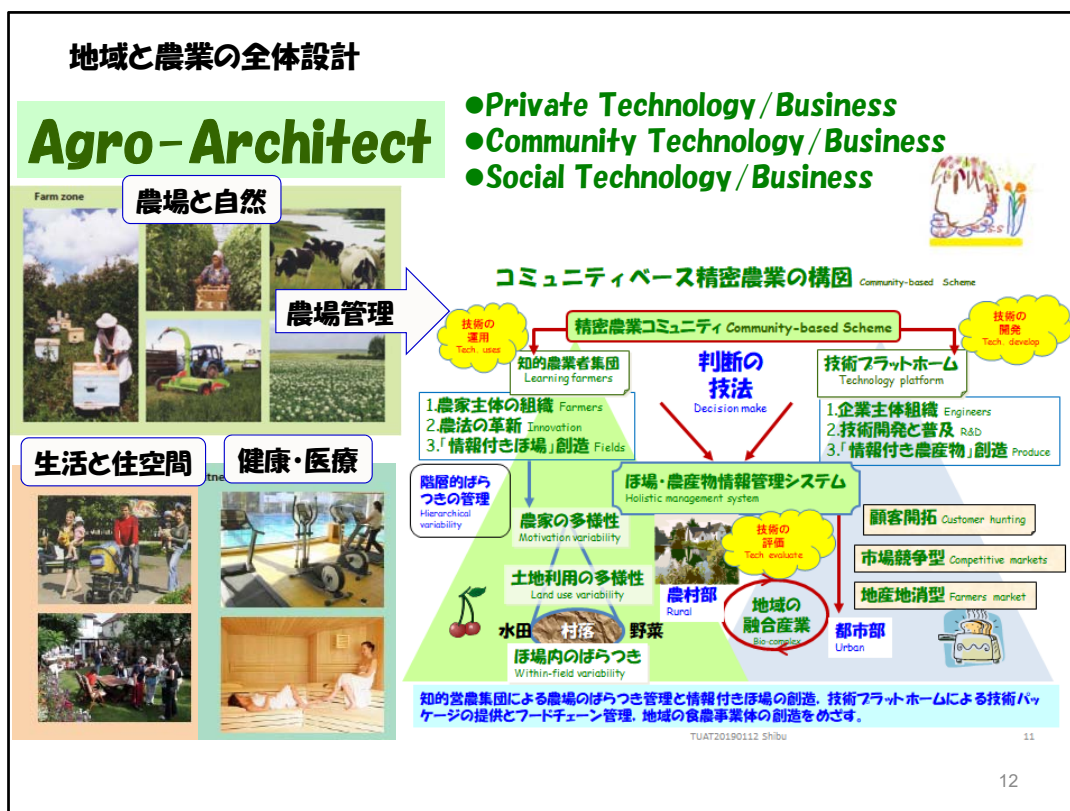 地域と農業の全体設計
Agro-Architect
●Private Technology/Business
●Community Technology/Business
●Social Technology/Business
Farm zone
農場と自然
農場管理
生活と住空間
健康・医療
コミュニティベース精密農業の構図 Community-based Scheme
技術の
運用
Tech. uses
精密農業コミュニティ Community-based Scheme
技術の
開発
Tech. develop
知的農業者集団
Learning farmers
判断の
技法
Decision make
技術プラットホーム
Technology platform
1.農家主体の組織 Farmers
2.農法の革新 Innovation
3.「情報付きほ場」創造 Fields
1.企業主体組織 Engineers
2.技術開発と普及 R&D
3.「情報付き農産物」創造 Produce
階層的ばら
つきの管理
Hierarchical
variability
ほ場・農産物情報管理システム
Holistic management system
農家の多様性
Motivation variability
技術の
評価
Tech evaluate
顧客開拓 Customer hunting
市場競争型 Competitive markets
地産地消型 Farmers market
土地利用の多様性
Land use variability
農村部
Rural
地域の
融合産業
Bio-complex
都市部
Urban
水田 村落 野菜
ほ場内のばらつき
Within-field variability
知的営農集団による農場のばらつき管理と情報付きほ場の創造，技術プラットホームによる技術パッ
ケージの提供とフードチェーン管理，地域の食農事業体の創造をめざす。
TUAT20190112 Shibu
11
12